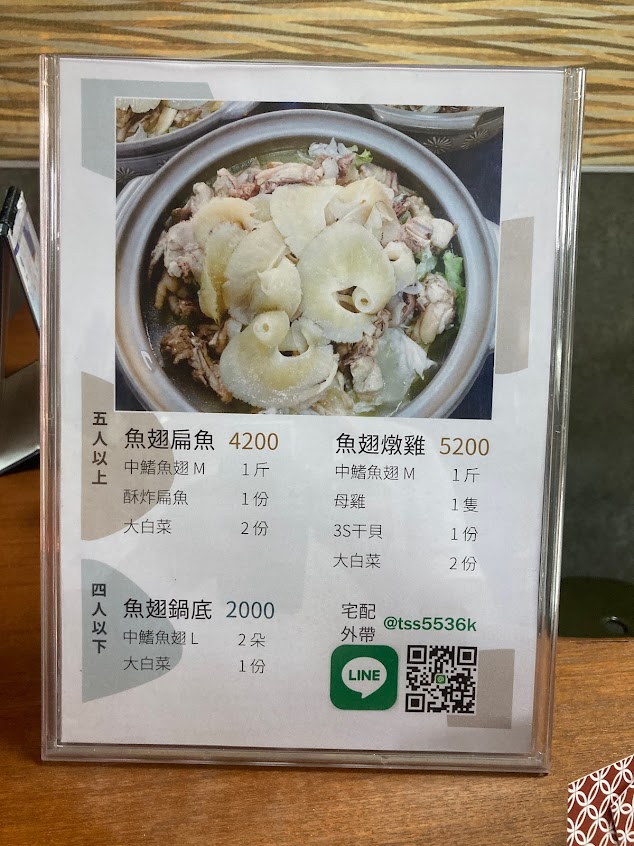 五人以上
魚翅扁魚 4200
中鰭魚翅 M 1斤
酥炸扁魚 1份
大白菜 2份
魚翅燉雞 5200
中鰭魚翅 M 1斤
母雞 1隻
3S干貝 1份
大白菜 2份
四人以下
魚翅鍋底 2000
中鰭魚翅 L 2朵
大白菜 1份
宅配
外帶
@tss5536k
LINE